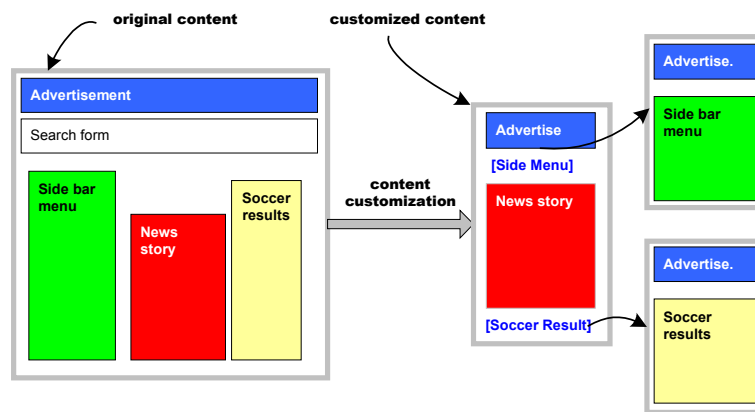 original content
customized content
Advertisement
Search form
Side bar
menu
News
story
Soccer
results
content
customization
Advertise
[Side Menu]
News story
[Soccer Result]
Advertise.
Side bar
menu
Advertise.
Soccer
results